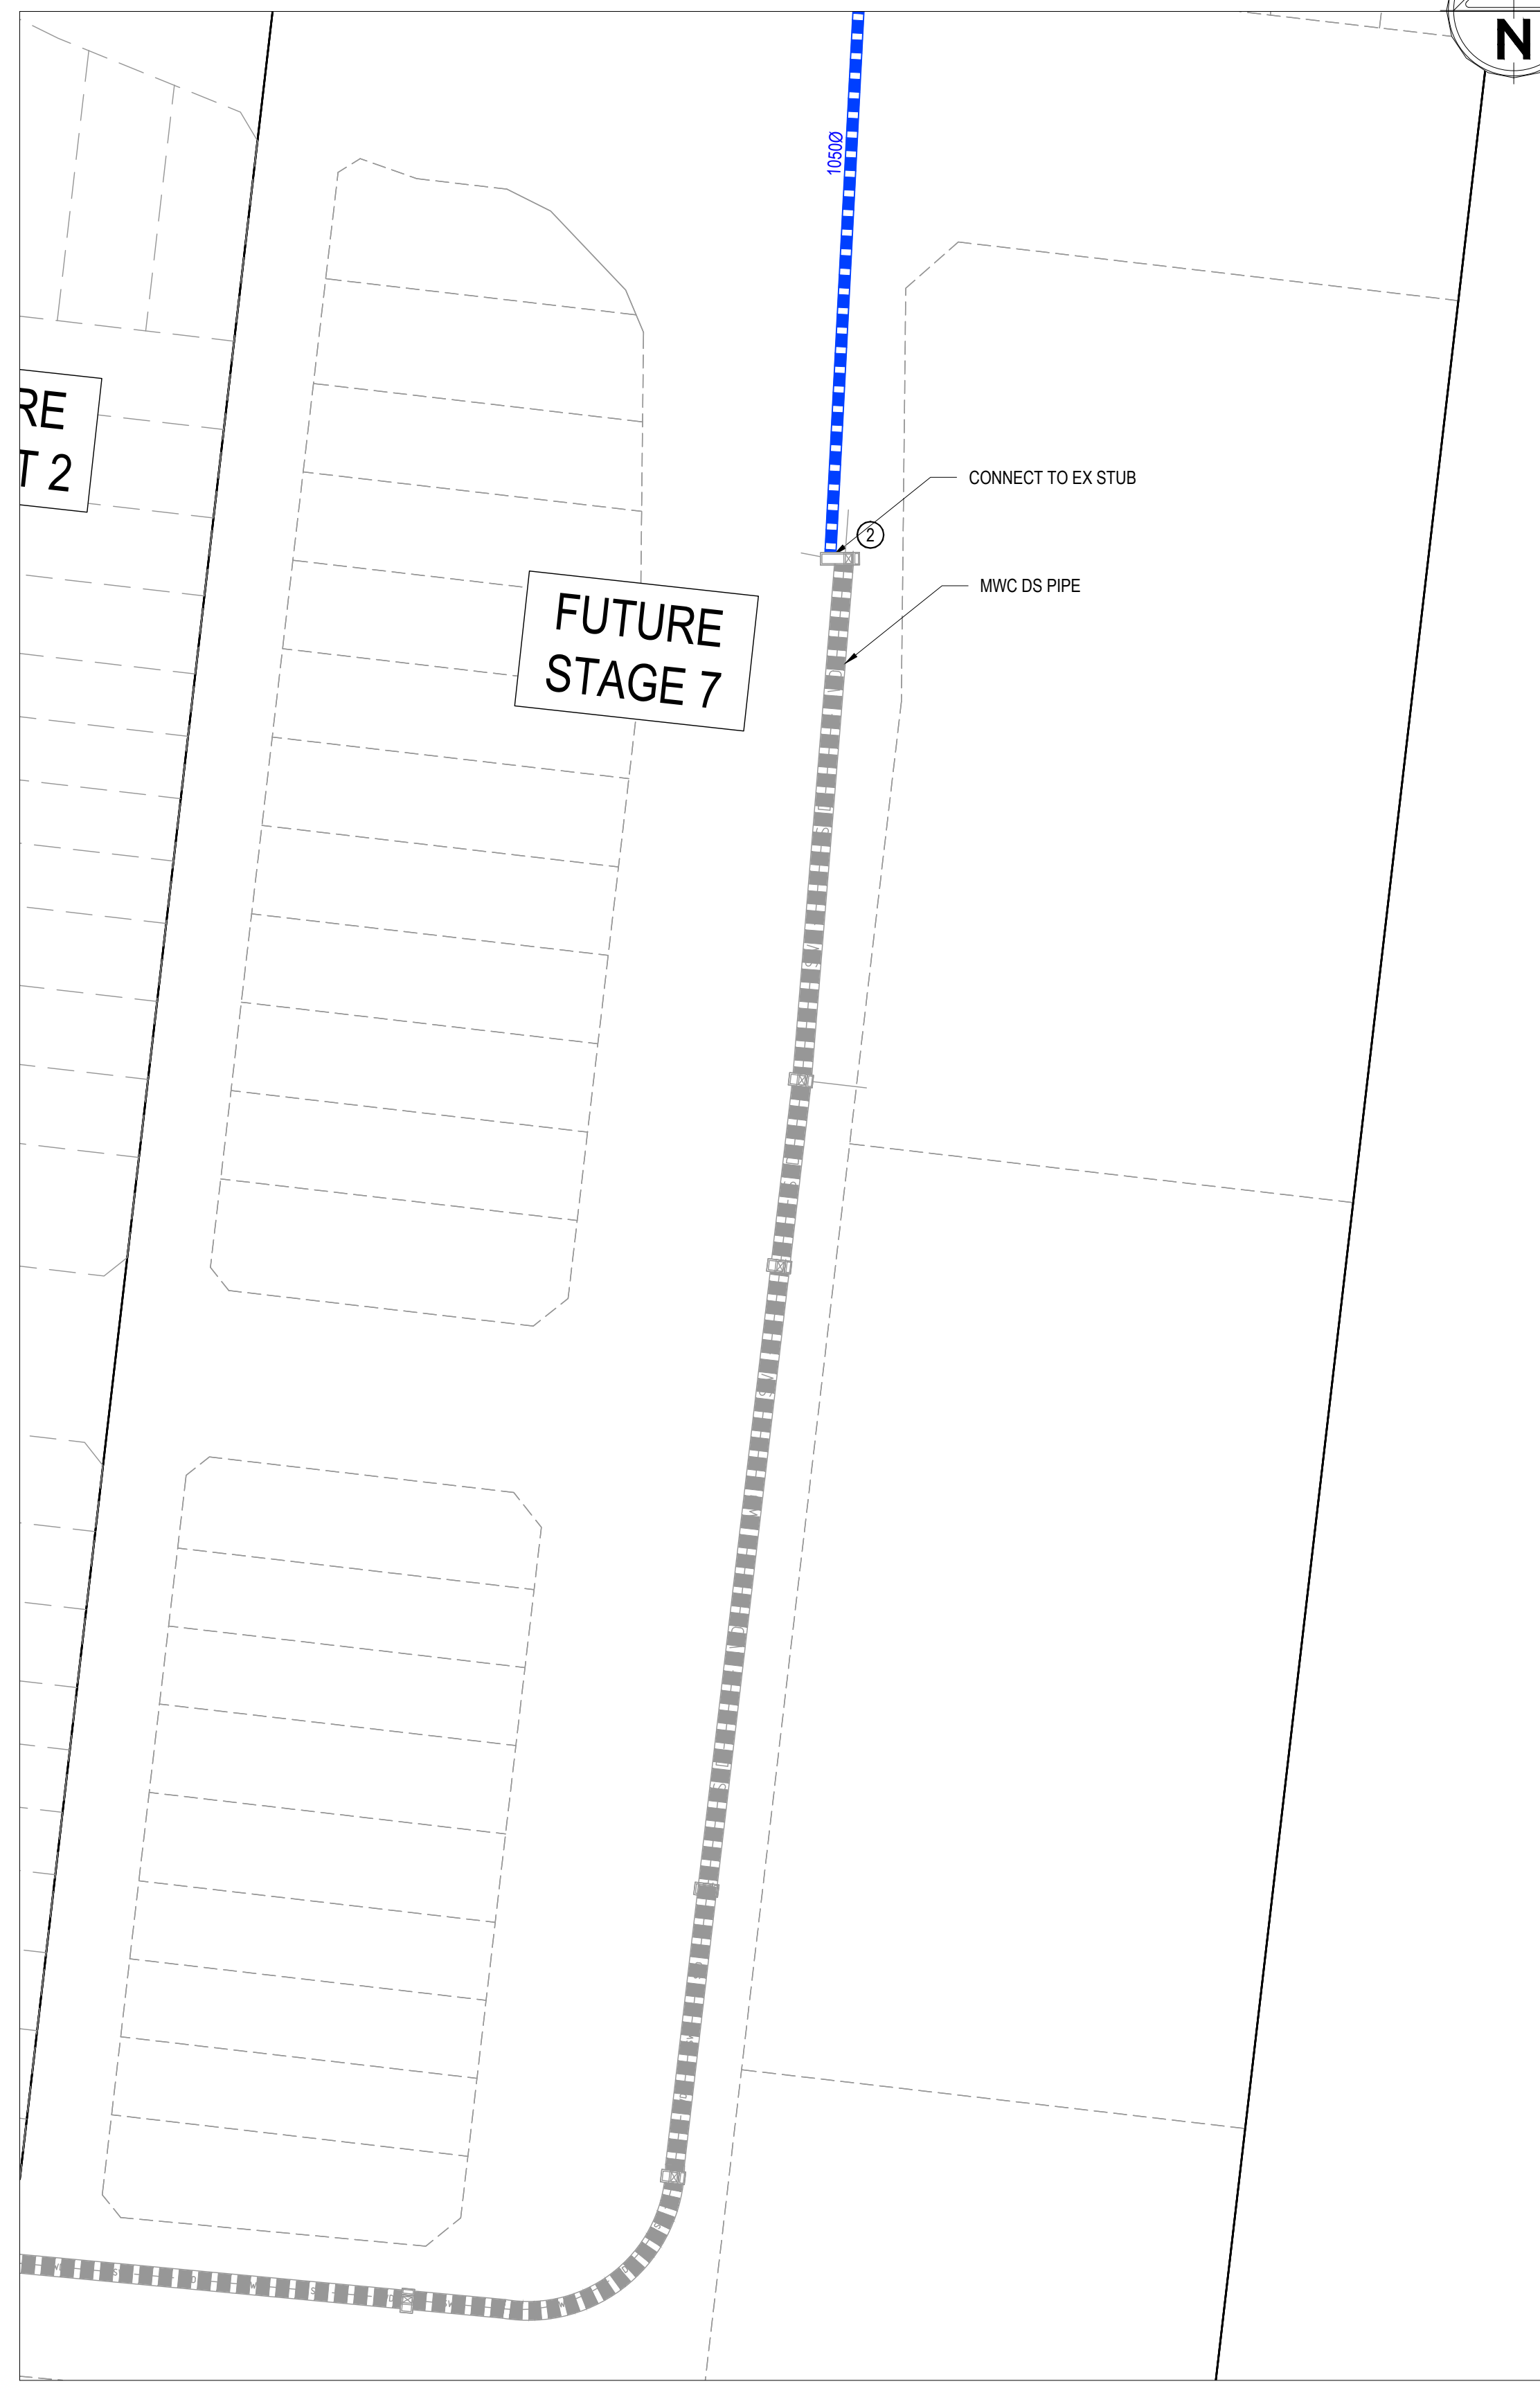 N
1050Ø
RE
T 2
CONNECT TO EX STUB
2
MWC DS PIPE
FUTURE
STAGE 7